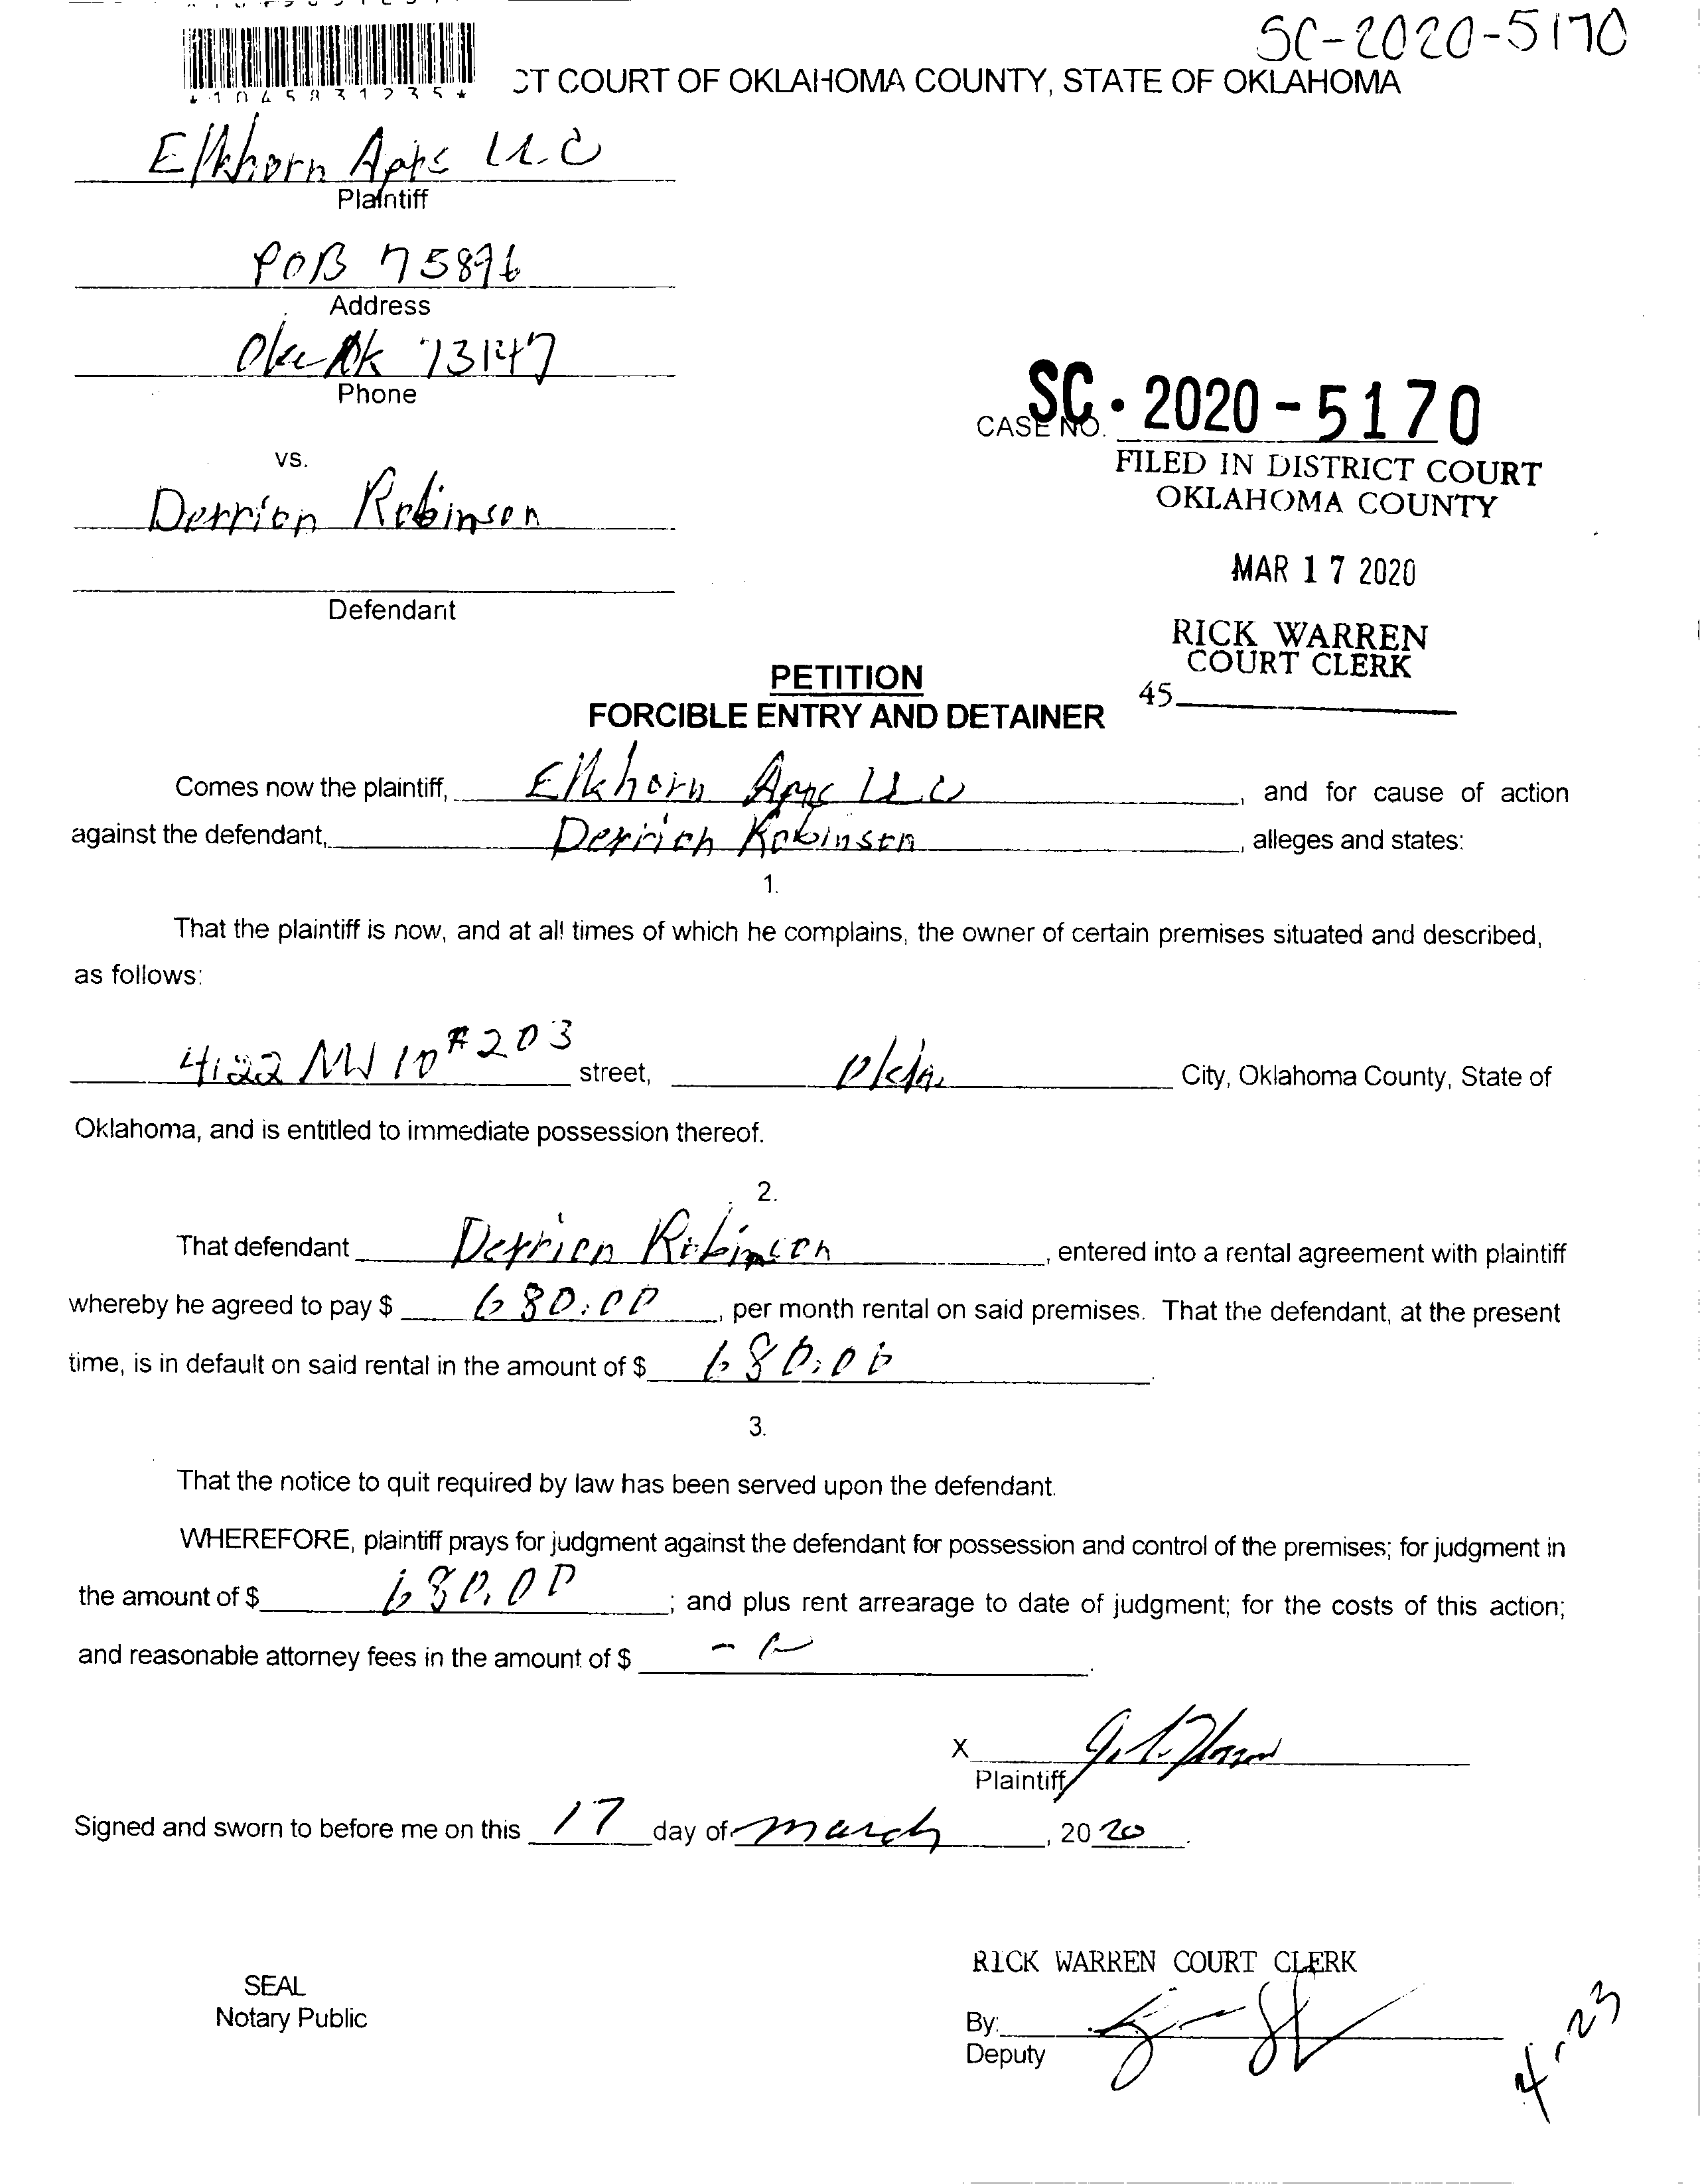 SC-2020-5170
*1045831235*
CT COURT OF OKLAHOMA COUNTY, STATE OF OKLAHOMA
Elkhorn Apts LLC
Plaintiff
POB 75896
Address
Okc Ok 73147
Phone
SC. 2020-5170
CASE NO.
FILED IN DISTRICT COURT
OKLAHOMA COUNTY
vs.
Derrion Robinson
MAR 17 2020
Defendant
RICK WARREN
COURT CLERK
45
PETITION
FORCIBLE ENTRY AND DETAINER
Comes now the plaintiff, Elkhorn Apts LLC, and for cause of action
against the defendant, Derrion Robinson, alleges and states:
1.
That the plaintiff is now, and at all times of which he complains, the owner of certain premises situated and described,
as follows:
4122 NW 10 #203 street, Okla. City, Oklahoma County, State of
Oklahoma, and is entitled to immediate possession thereof.
2.
That defendant Derrion Robinson, entered into a rental agreement with plaintiff
whereby he agreed to pay $ 680.00, per month rental on said premises. That the defendant, at the present
time, is in default on said rental in the amount of $ 680.00.
3.
That the notice to quit required by law has been served upon the defendant.
WHEREFORE, plaintiff prays for judgment against the defendant for possession and control of the premises; for judgment in
the amount of $ 680.00; and plus rent arrearage to date of judgment; for the costs of this action;
and reasonable attorney fees in the amount of $
X
Plaintiff
Signed and sworn to before me on this 17 day of march, 2020.
RICK WARREN COURT CLERK
SEAL
Notary Public
By:
Deputy
4-23